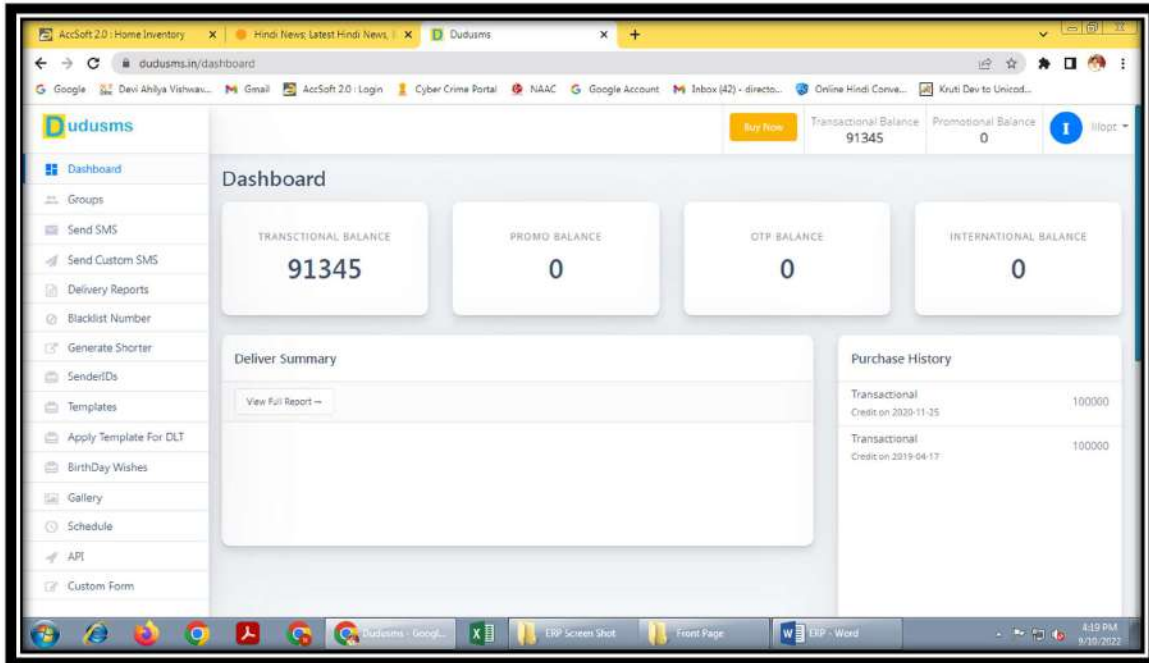 AccSoft 2.0 : Home Inventory
Hindi News; Latest Hindi News,
Dudusms
dudusms.in/dashboard
Google
Devi Ahilya Vishwav...
Gmail
AccSoft 2.0 : Login
Cyber Crime Portal
NAAC
Google Account
Inbox (42) - directo...
Online Hindi Conve...
Kruti Dev to Unicod...
Dudusms
Buy Now
Transactional Balance
91345
Promotional Balance
0
I
Dashboard
Groups
Send SMS
Send Custom SMS
Delivery Reports
Blacklist Number
Generate Shorter
SenderIDs
Templates
Apply Template For DLT
BirthDay Wishes
Gallery
Schedule
API
Custom Form
Dashboard
TRANSCTIONAL BALANCE
91345
PROMO BALANCE
0
OTP BALANCE
0
INTERNATIONAL BALANCE
0
Deliver Summary
View Full Report →
Purchase History
Transactional
100000
Credit on 2020-11-25
Transactional
100000
Credit on 2019-04-17
Dudusms - Googl...
ERP Screen Shot
Front Page
ERP - Word
4:19 PM
9/10/2022